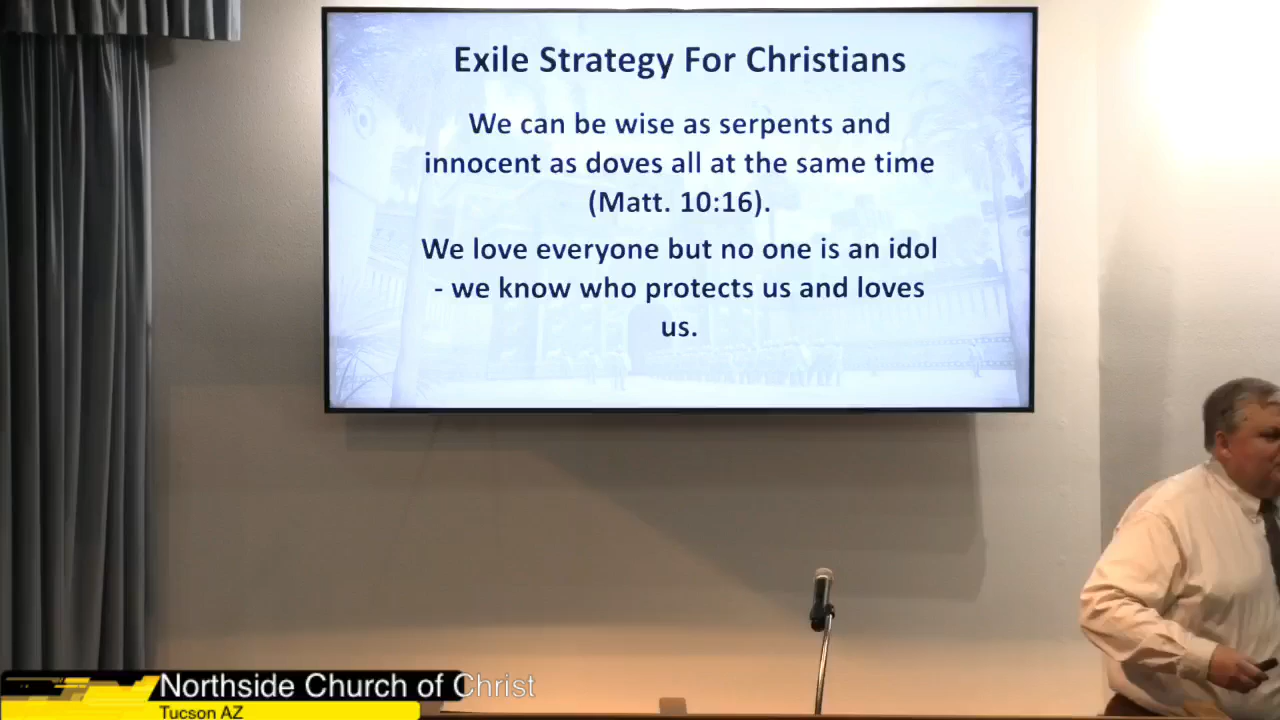 Exile Strategy For Christians
We can be wise as serpents and
innocent as doves all at the same time
(Matt. 10:16).
We love everyone but no one is an idol
- we know who protects us and loves
us.
Northside Church of Christ
Tucson AZ